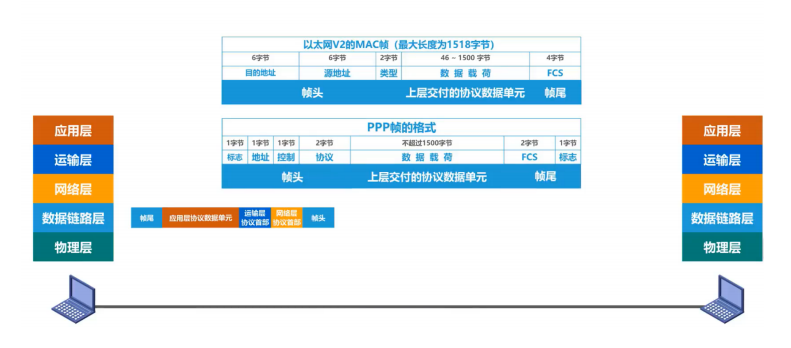 以太网V2的MAC帧（最大长度为1518字节）
6字节 6字节 2字节 46 ~ 1500 字节 4字节
目的地址 源地址 类型 数 据 载 荷 FCS
帧头 上层交付的协议数据单元 帧尾
PPP帧的格式
1字节 1字节 1字节 2字节 不超过1500字节 2字节 1字节
标志 地址 控制 协议 数 据 载 荷 FCS 标志
帧头 上层交付的协议数据单元 帧尾
应用层
运输层
网络层
数据链路层
物理层
帧尾 应用层协议数据单元 运输层 网络层 帧头
协议首部 协议首部
应用层
运输层
网络层
数据链路层
物理层